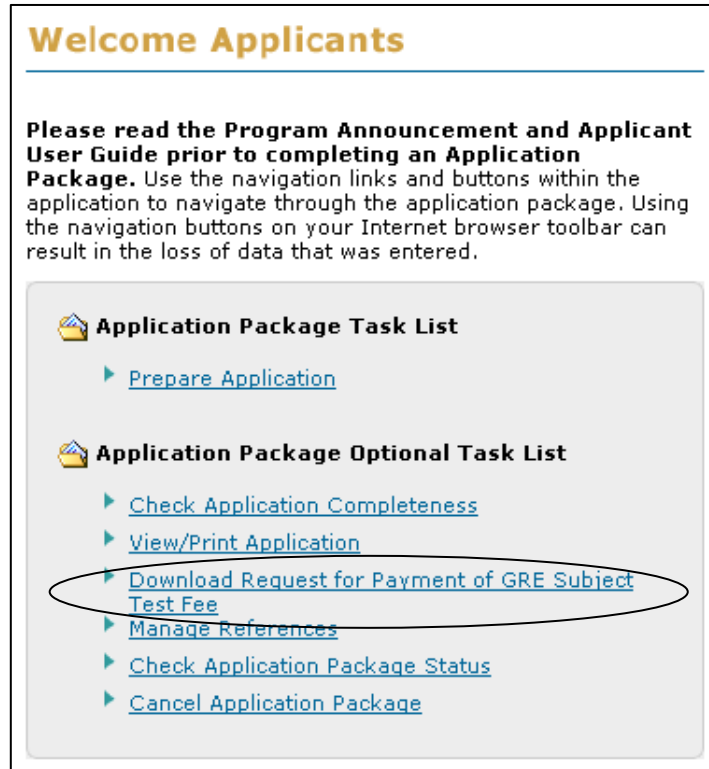 Welcome Applicants
Please read the Program Announcement and Applicant
User Guide prior to completing an Application
Package. Use the navigation links and buttons within the
application to navigate through the application package. Using
the navigation buttons on your Internet browser toolbar can
result in the loss of data that was entered.
Application Package Task List
Prepare Application
Application Package Optional Task List
Check Application Completeness
View/Print Application
Download Request for Payment of GRE Subject
Test Fee
Manage References
Check Application Package Status
Cancel Application Package